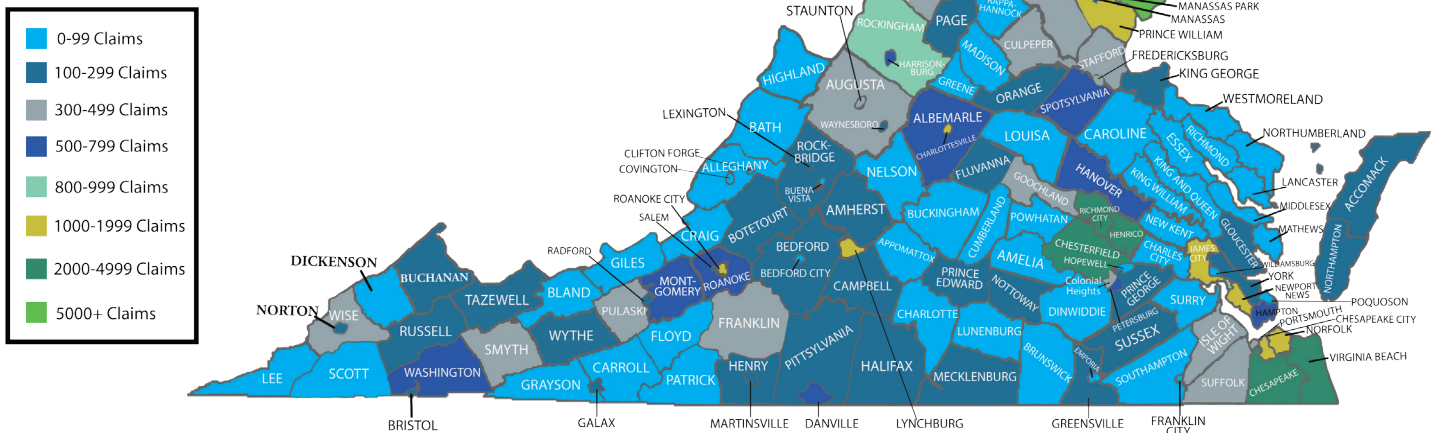 0-99 Claims
100-299 Claims
300-499 Claims
500-799 Claims
800-999 Claims
1000-1999 Claims
2000-4999 Claims
5000+ Claims
MANASSAS PARK
MANASSAS
PRINCE WILLIAM
STAUNTON
ROCKINGHAM
PAGE
RAPPA-
HANNOCK
CULPEPER
STAFFORD
FREDERICKSBURG
KING GEORGE
HARRISON-
BURG
MADISON
GREENE
HIGHLAND
AUGUSTA
ORANGE
SPOTSYLVANIA
WESTMORELAND
LEXINGTON
BATH
WAYNESBORO
ALBEMARLE
CHARLOTTESVILLE
LOUISA
CAROLINE
ESSEX
RICHMOND
NORTHUMBERLAND
CLIFTON FORGE
COVINGTON
ALLEGHANY
ROCK-
BRIDGE
NELSON
FLUVANNA
GOOCHLAND
HANOVER
KING WILLIAM
KING AND QUEEN
LANCASTER
ACCOMACK
ROANOKE CITY
SALEM
BUENA
VISTA
AMHERST
BUCKINGHAM
CUMBERLAND
POWHATAN
RICHMOND
CITY
HENRICO
NEW KENT
MIDDLESEX
MATHEWS
GLOUCESTER
NORTHAMPTON
CRAIG
BOTETOURT
RADFORD
GILES
BEDFORD
BEDFORD CITY
APPOMATTOX
AMELIA
CHESTERFIELD
HOPEWELL
CHARLES
CITY
JAMES
CITY
WILLIAMSBURG
YORK
NEWPORT
NEWS
DICKENSON
BUCHANAN
TAZEWELL
BLAND
MONT-
GOMERY
ROANOKE
CAMPBELL
PRINCE
EDWARD
NOTTOWAY
Colonial
Heights
PRINCE
GEORGE
SURRY
HAMPTON
POQUOSON
PORTSMOUTH
CHESAPEAKE CITY
NORFOLK
NORTON
WISE
RUSSELL
WYTHE
PULASKI
FLOYD
FRANKLIN
PITTSYLVANIA
CHARLOTTE
LUNENBURG
DINWIDDIE
PETERSBURG
SUSSEX
ISLE OF
WIGHT
VIRGINIA BEACH
LEE
SCOTT
WASHINGTON
SMYTH
GRAYSON
CARROLL
PATRICK
HENRY
HALIFAX
MECKLENBURG
BRUNSWICK
EMPORIA
SOUTHAMPTON
SUFFOLK
CHESAPEAKE
BRISTOL
GALAX
MARTINSVILLE
DANVILLE
LYNCHBURG
GREENSVILLE
FRANKLIN
CITY